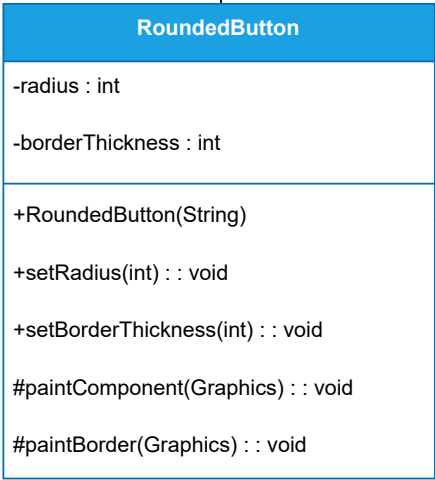 RoundedButton
-radius : int
-borderThickness : int
+RoundedButton(String)
+setRadius(int) : : void
+setBorderThickness(int) : : void
#paintComponent(Graphics) : : void
#paintBorder(Graphics) : : void